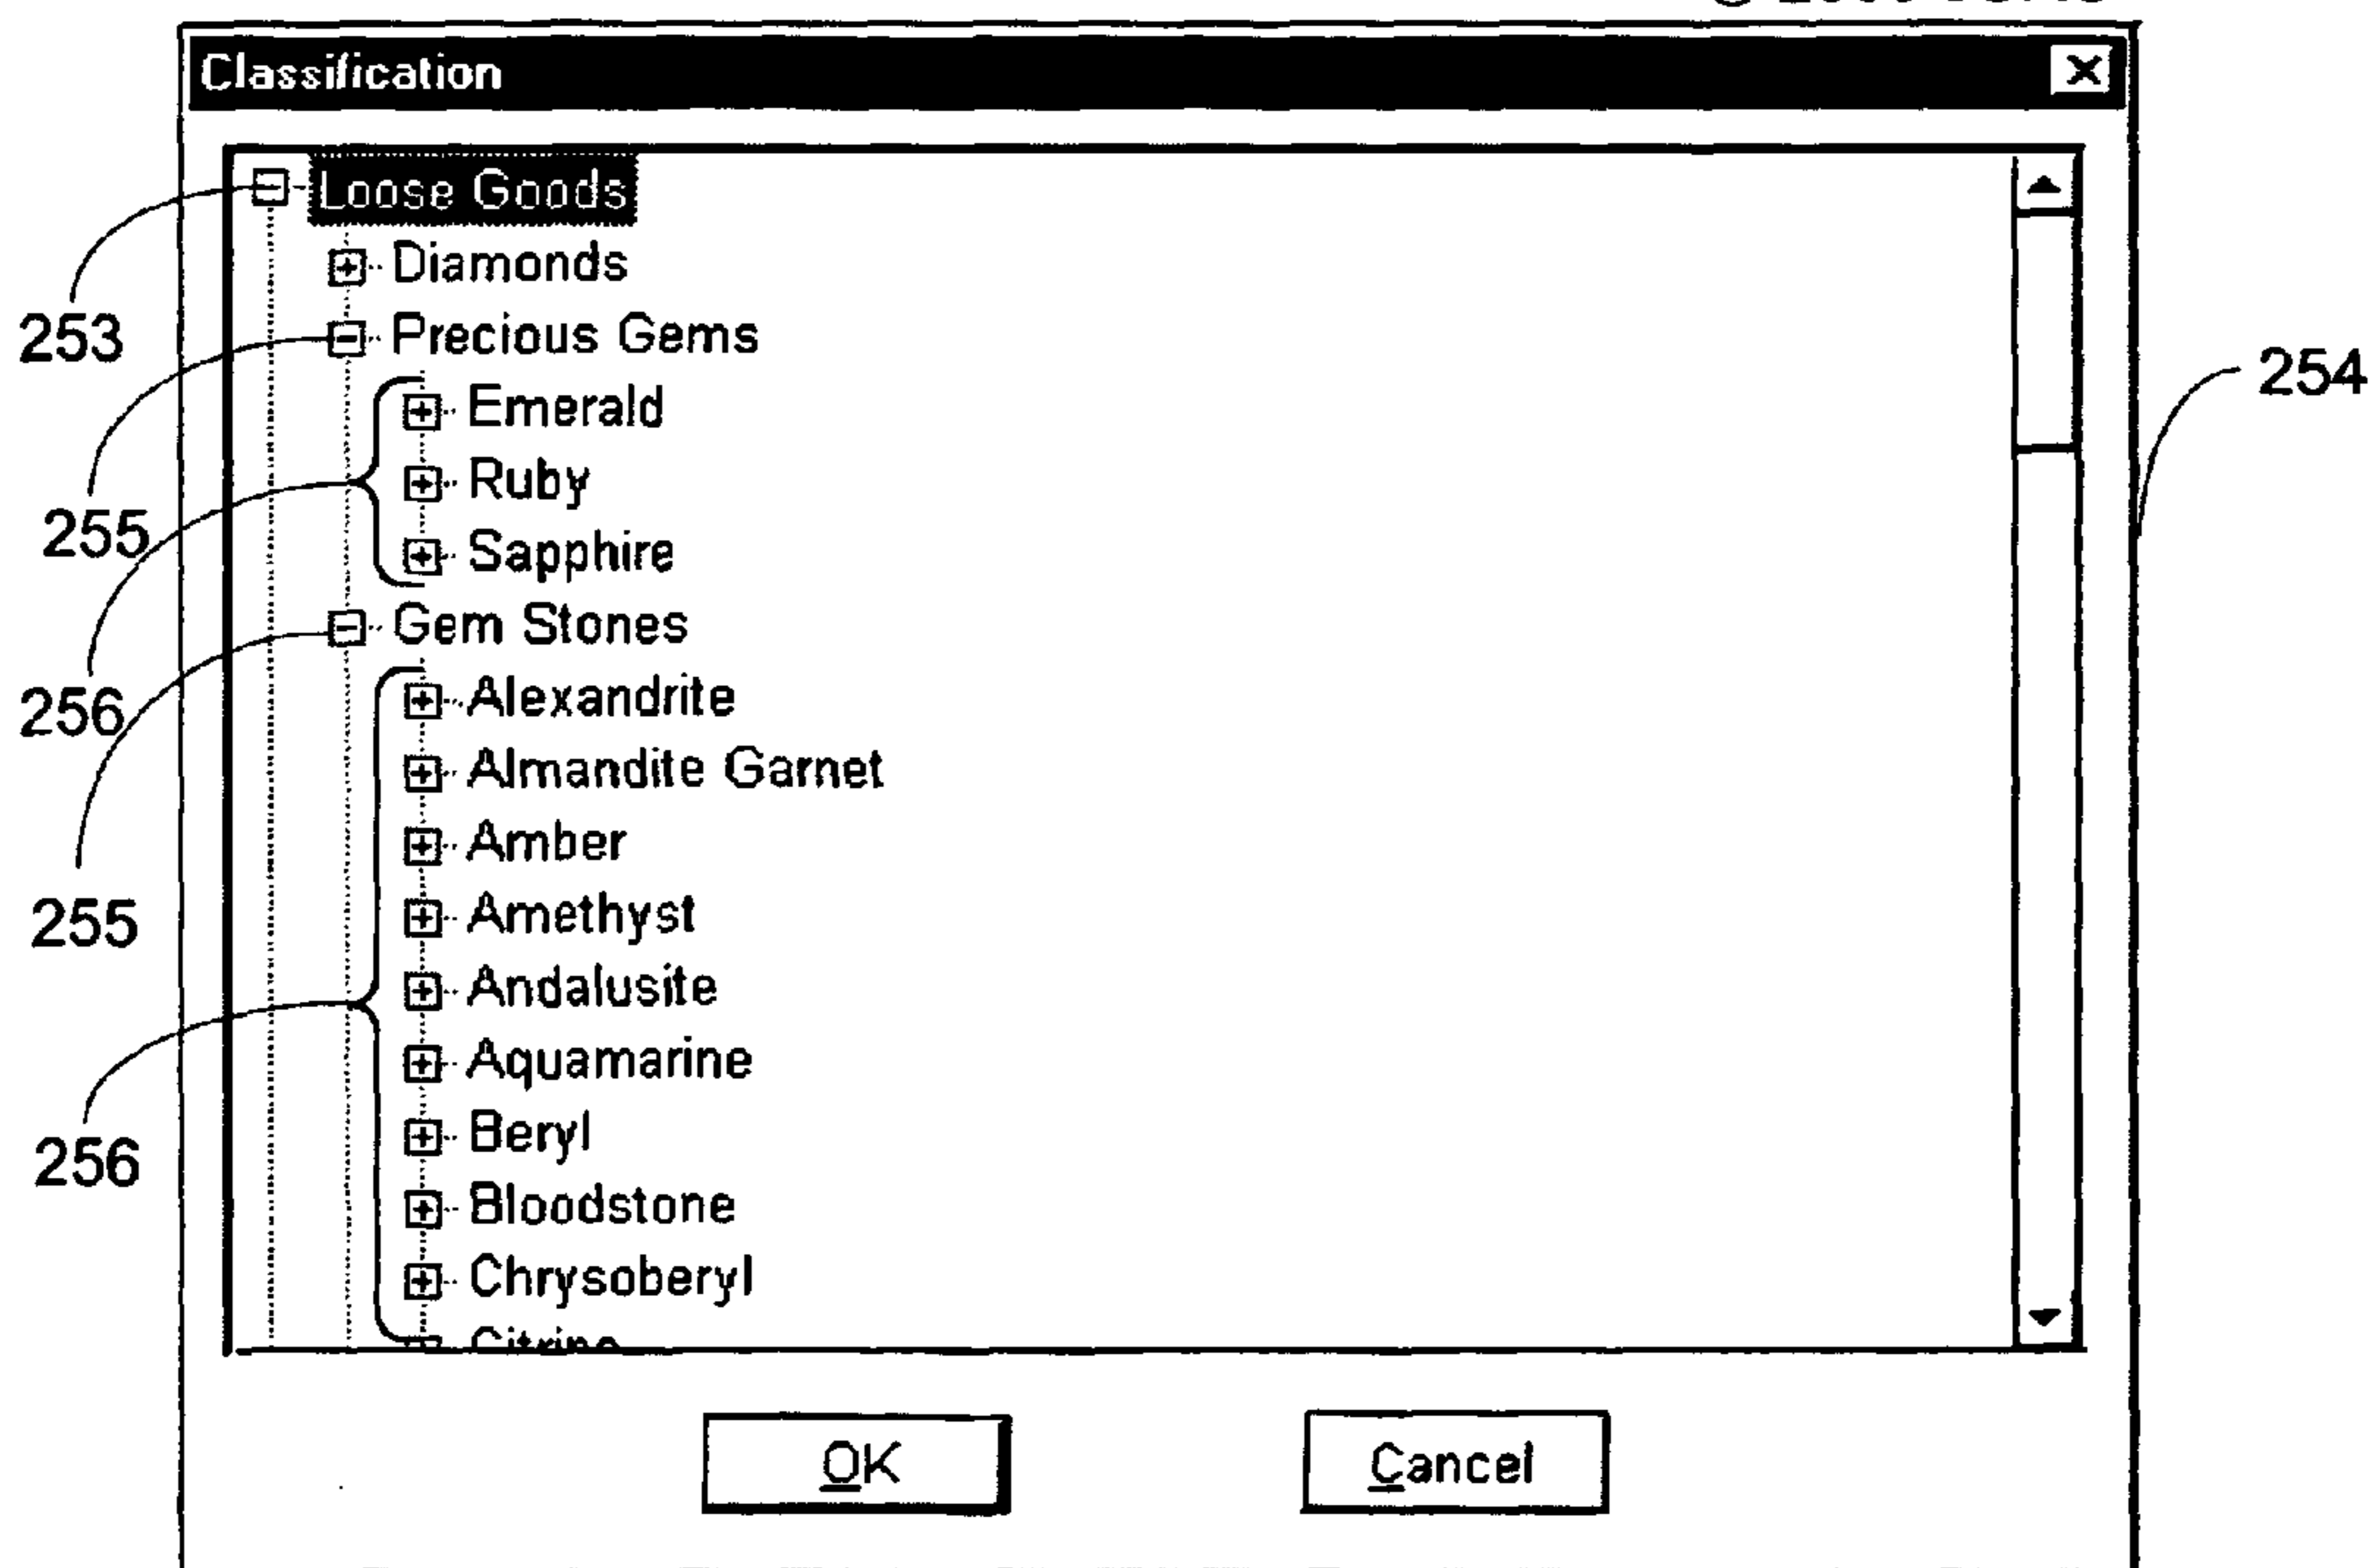 Classification
Loose Goods
Diamonds
253
Precious Gems
254
Emerald
Ruby
255
Sapphire
Gem Stones
256
Alexandrite
Almandite Garnet
Amber
255
Amethyst
Andalusite
Aquamarine
Beryl
256
Bloodstone
Chrysoberyl
Citrine
OK
Cancel